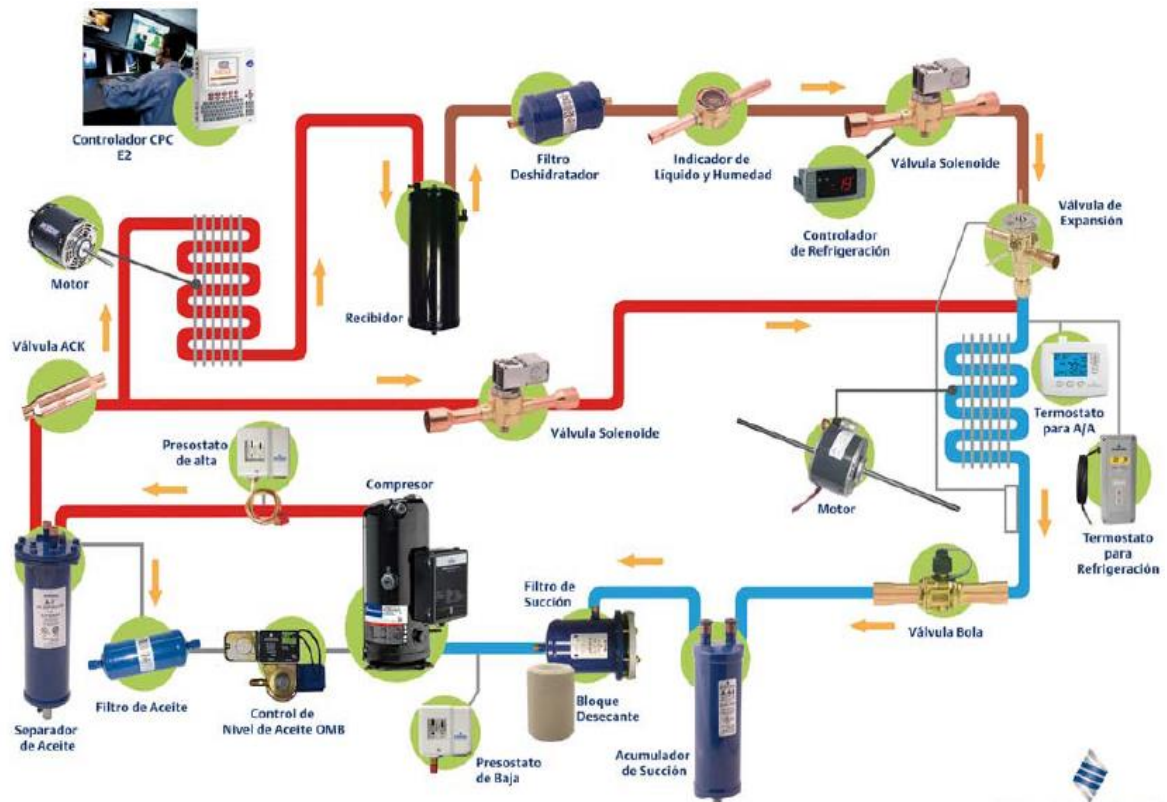 Controlador CPC
E2
Filtro
Deshidratador
Indicador de
Líquido y Humedad
Válvula Solenoide
Controlador
de Refrigeración
Válvula de
Expansión
Motor
Recibidor
Válvula ACK
Válvula Solenoide
Termostato
para A/A
Presostato
de alta
Compresor
Motor
Termostato
para
Refrigeración
Filtro de
Succión
Válvula Bola
Separador
de Aceite
Filtro de Aceite
Control de
Nivel de Aceite OMB
Presostato
de Baja
Bloque
Desecante
Acumulador
de Succión